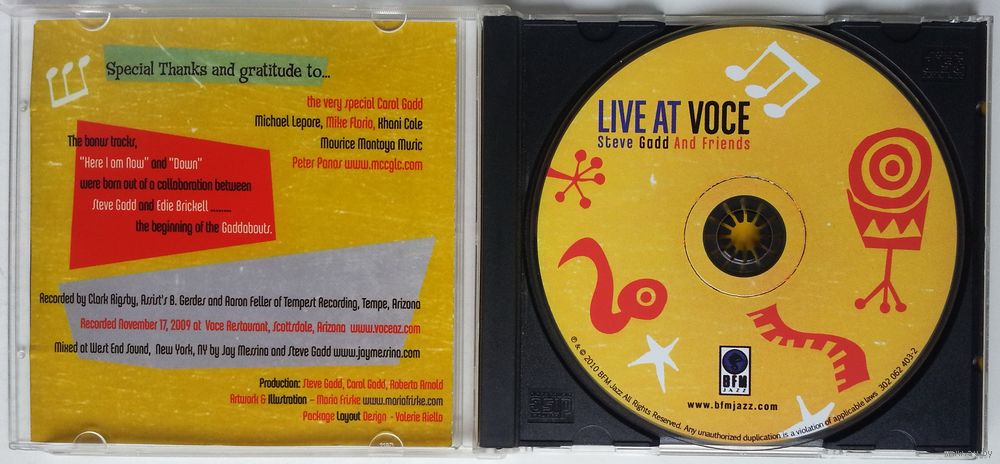 Special Thanks and gratitude to...
the very special Carol Gadd
Michael Lepore, Mike Florio, Khani Cole
Maurice Montoya Music
Peter Panos www.mccglc.com
The bonus tracks,
"Here I am Now" and "Down"
were born out of a collaboration between
Steve Gadd and Edie Brickell ........
the beginning of the Gaddabouts.
Recorded by Clark Rigsby, Assist's B. Gerdes and Aaron Feller of Tempest Recording, Tempe, Arizona
Recorded November 17, 2009 at Voce Restaurant, Scottsdale, Arizona www.voceaz.com
Mixed at West End Sound, New York, NY by Jay Messina and Steve Gadd www.jaymessina.com
Production: Steve Gadd, Carol Gadd, Roberta Arnold
Artwork & Illustration – Maria Friske www.mariafriske.com
Package Layout Design - Valerie Aiello
LIVE AT VOCE
Steve Gadd And Friends
BFM
JAZZ
www.bfmjazz.com
℗ & © 2010 BFM Jazz All Rights Reserved. Any unauthorized duplication is a violation of applicable laws 302 062 403-2